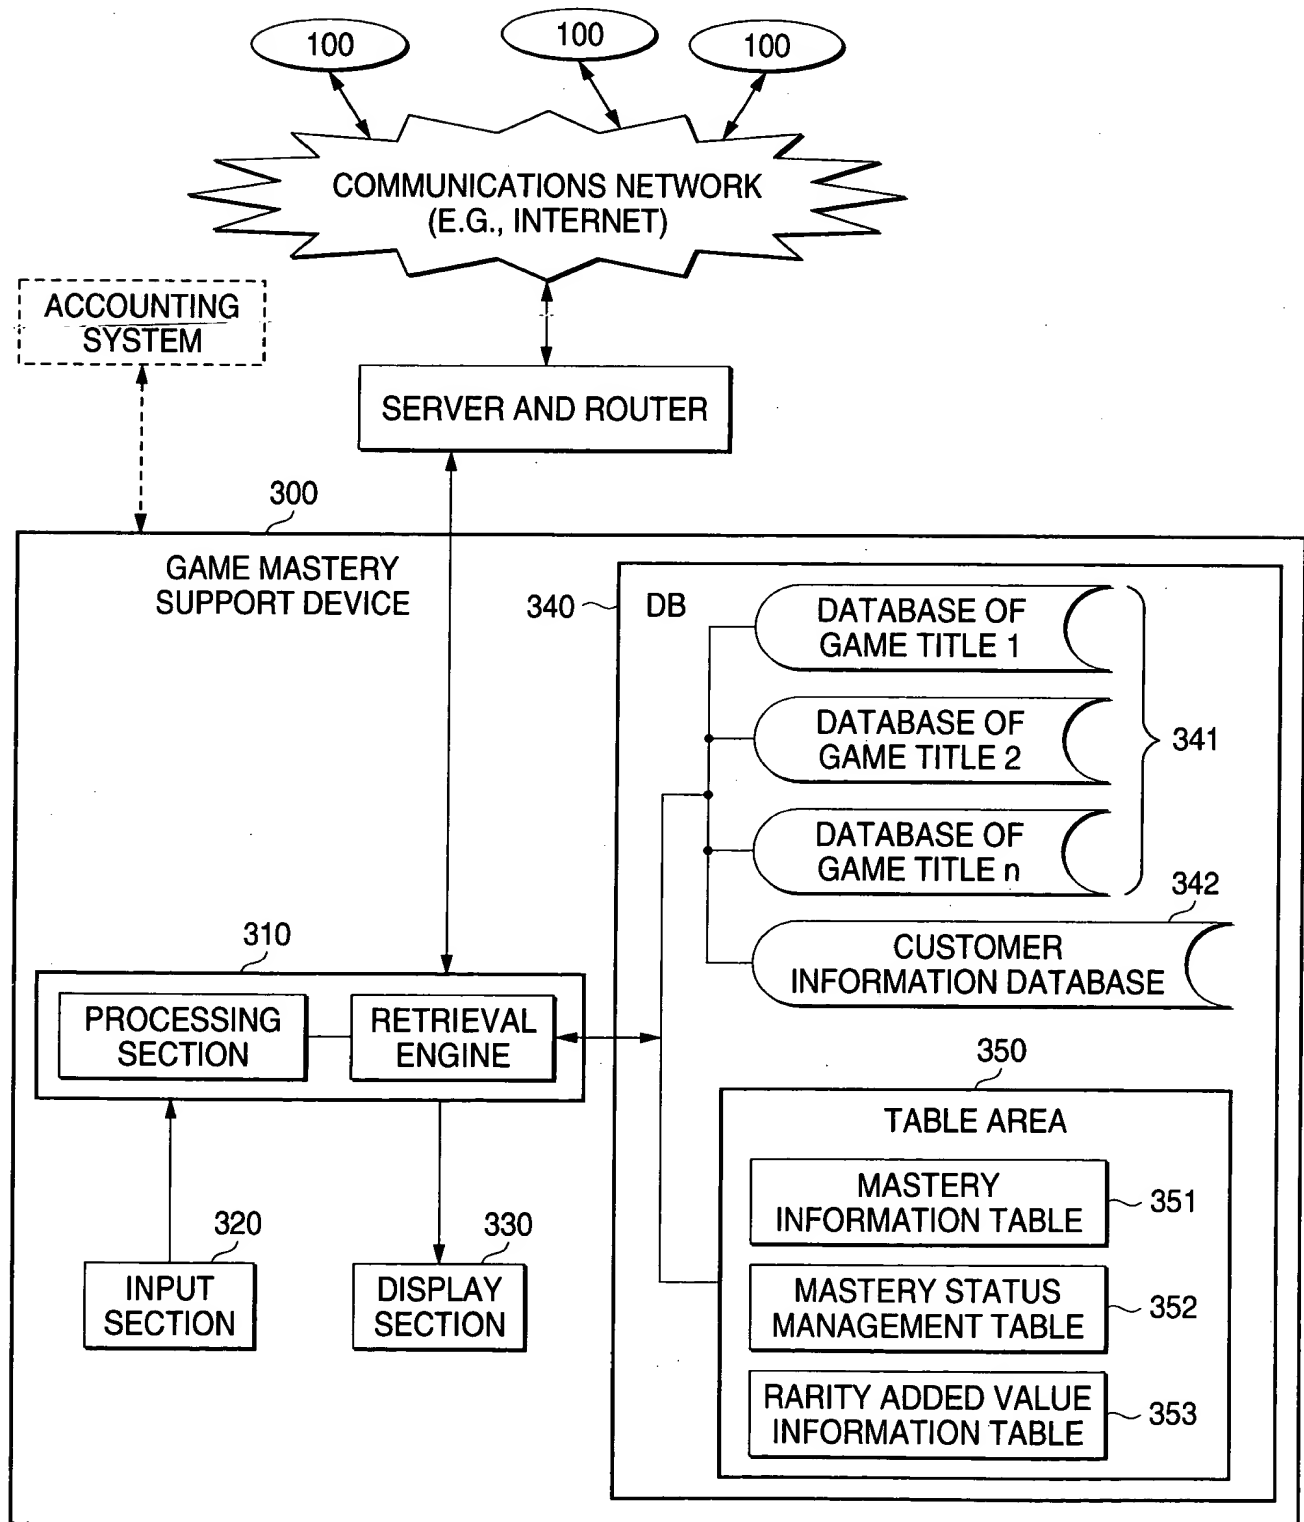 100
100
100
COMMUNICATIONS NETWORK
(E.G., INTERNET)
ACCOUNTING
SYSTEM
SERVER AND ROUTER
300
GAME MASTERY
SUPPORT DEVICE
340
DB
DATABASE OF
GAME TITLE 1
DATABASE OF
GAME TITLE 2
341
DATABASE OF
GAME TITLE n
342
CUSTOMER
INFORMATION DATABASE
310
PROCESSING
SECTION
RETRIEVAL
ENGINE
350
TABLE AREA
MASTERY
INFORMATION TABLE
351
320
INPUT
SECTION
330
DISPLAY
SECTION
MASTERY STATUS
MANAGEMENT TABLE
352
RARITY ADDED VALUE
INFORMATION TABLE
353